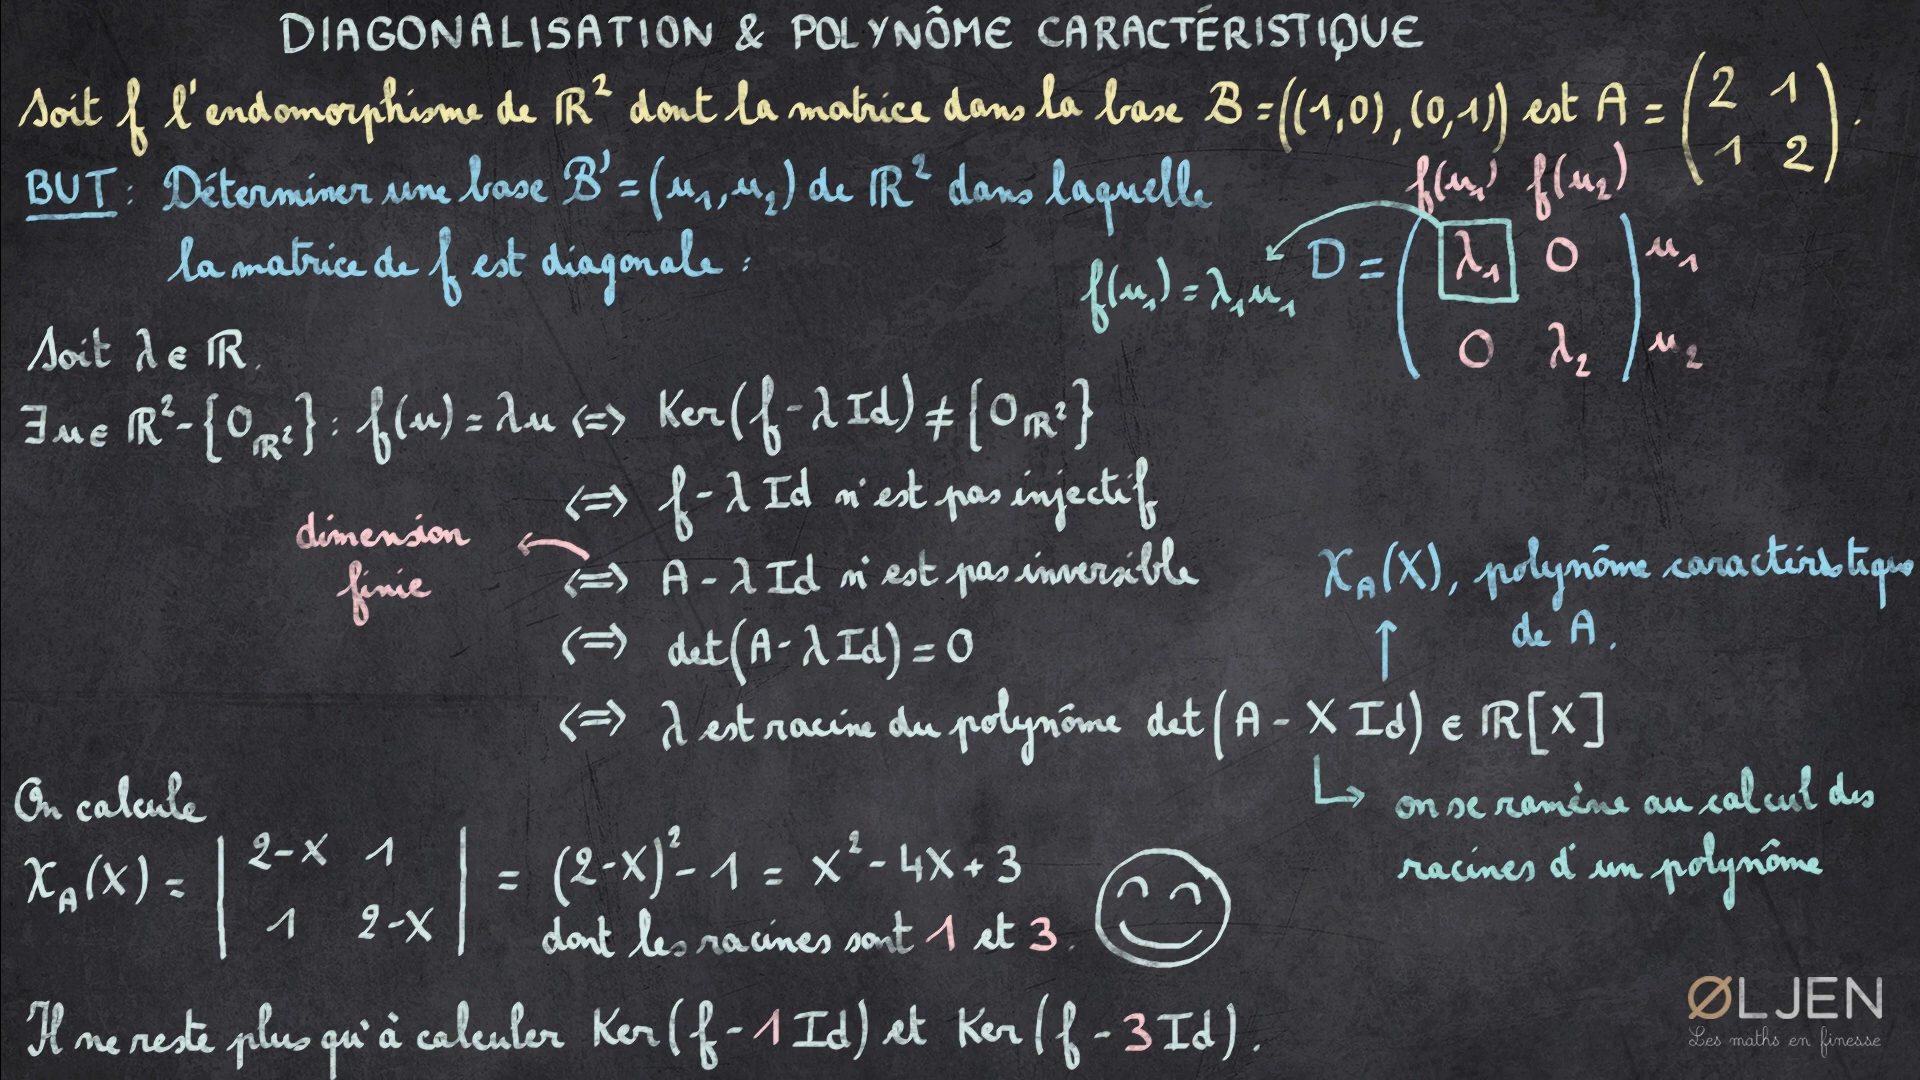 DIAGONALISATION & POLYNÔME CARACTÉRISTIQUE
Soit f l'endomorphisme de ℝ² dont la matrice dans la base B = ((1,0), (0,1)) est A = (2 1
1 2).
BUT : Déterminer une base B' = (u₁, u₂) de ℝ² dans laquelle
la matrice de f est diagonale :
f(u₁) f(u₂)
f(u₁) = λ₁u₁
D = (λ₁ 0 u₁
0 λ₂) u₂
Soit λ ∈ ℝ.
∃ u ∈ ℝ² - {0_ℝ²} : f(u) = λu <=> Ker(f - λ Id) ≠ {0_ℝ²}
<=> f - λ Id n'est pas injectif
dimension
finie
<=> A - λ Id n'est pas inversible
<=> det(A - λ Id) = 0
<=> λ est racine du polynôme det(A - X Id) ∈ ℝ[X]
↑
χ_A(X), polynôme caractéristique
de A.
↳ on se ramène au calcul des
racines d'un polynôme
On calcule
χ_A(X) = | 2-X 1
1 2-X | = (2-X)² - 1 = X² - 4X + 3
dont les racines sont 1 et 3.
Il ne reste plus qu'à calculer Ker(f - 1 Id) et Ker(f - 3 Id).
ØLJEN
Les maths en finesse